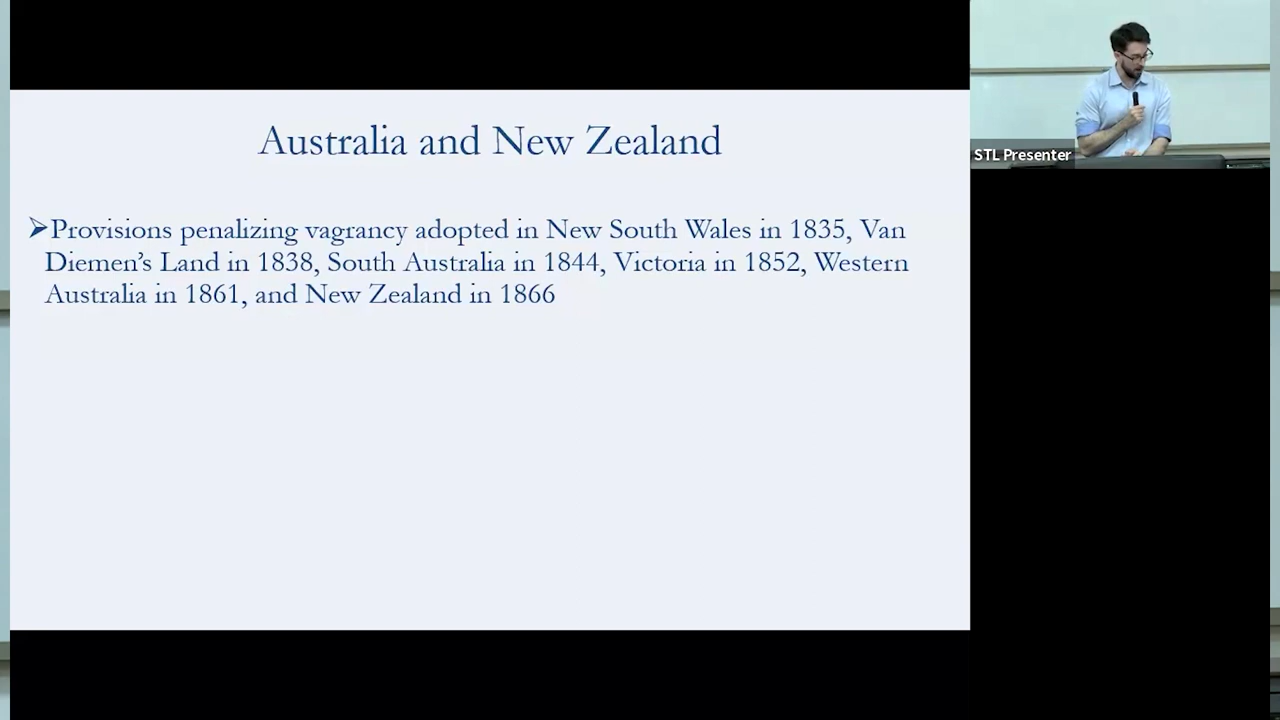 Australia and New Zealand
➢Provisions penalizing vagrancy adopted in New South Wales in 1835, Van
Diemen’s Land in 1838, South Australia in 1844, Victoria in 1852, Western
Australia in 1861, and New Zealand in 1866
STL Presenter